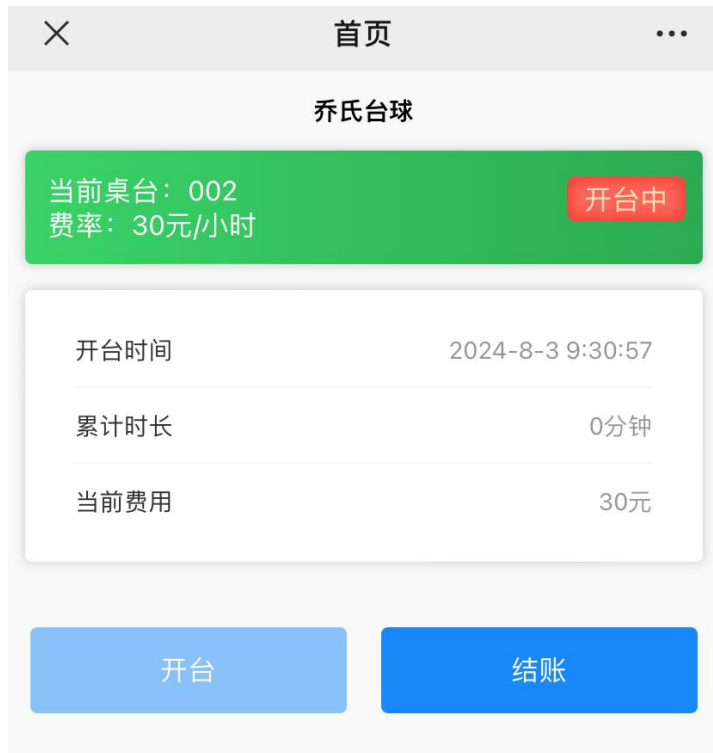 首页
乔氏台球
当前桌台：002
开台中
费率：30元/小时
开台时间 2024-8-3 9:30:57
累计时长 0分钟
当前费用 30元
开台 结账